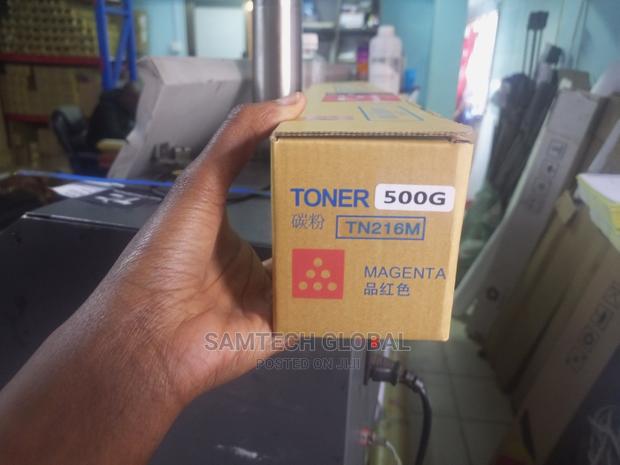 TONER 500G
碳粉 TN216M
MAGENTA
品红色
SAMTECH GLOBAL
POSTED ON JIJI